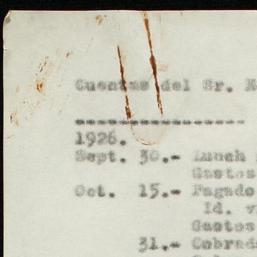 Cuentas del Sr.
-----------------
1926.
Sept. 30.- Lunch
Gastos
Oct. 15.- Pagado
Id.
Gastos
31.- Cobrad